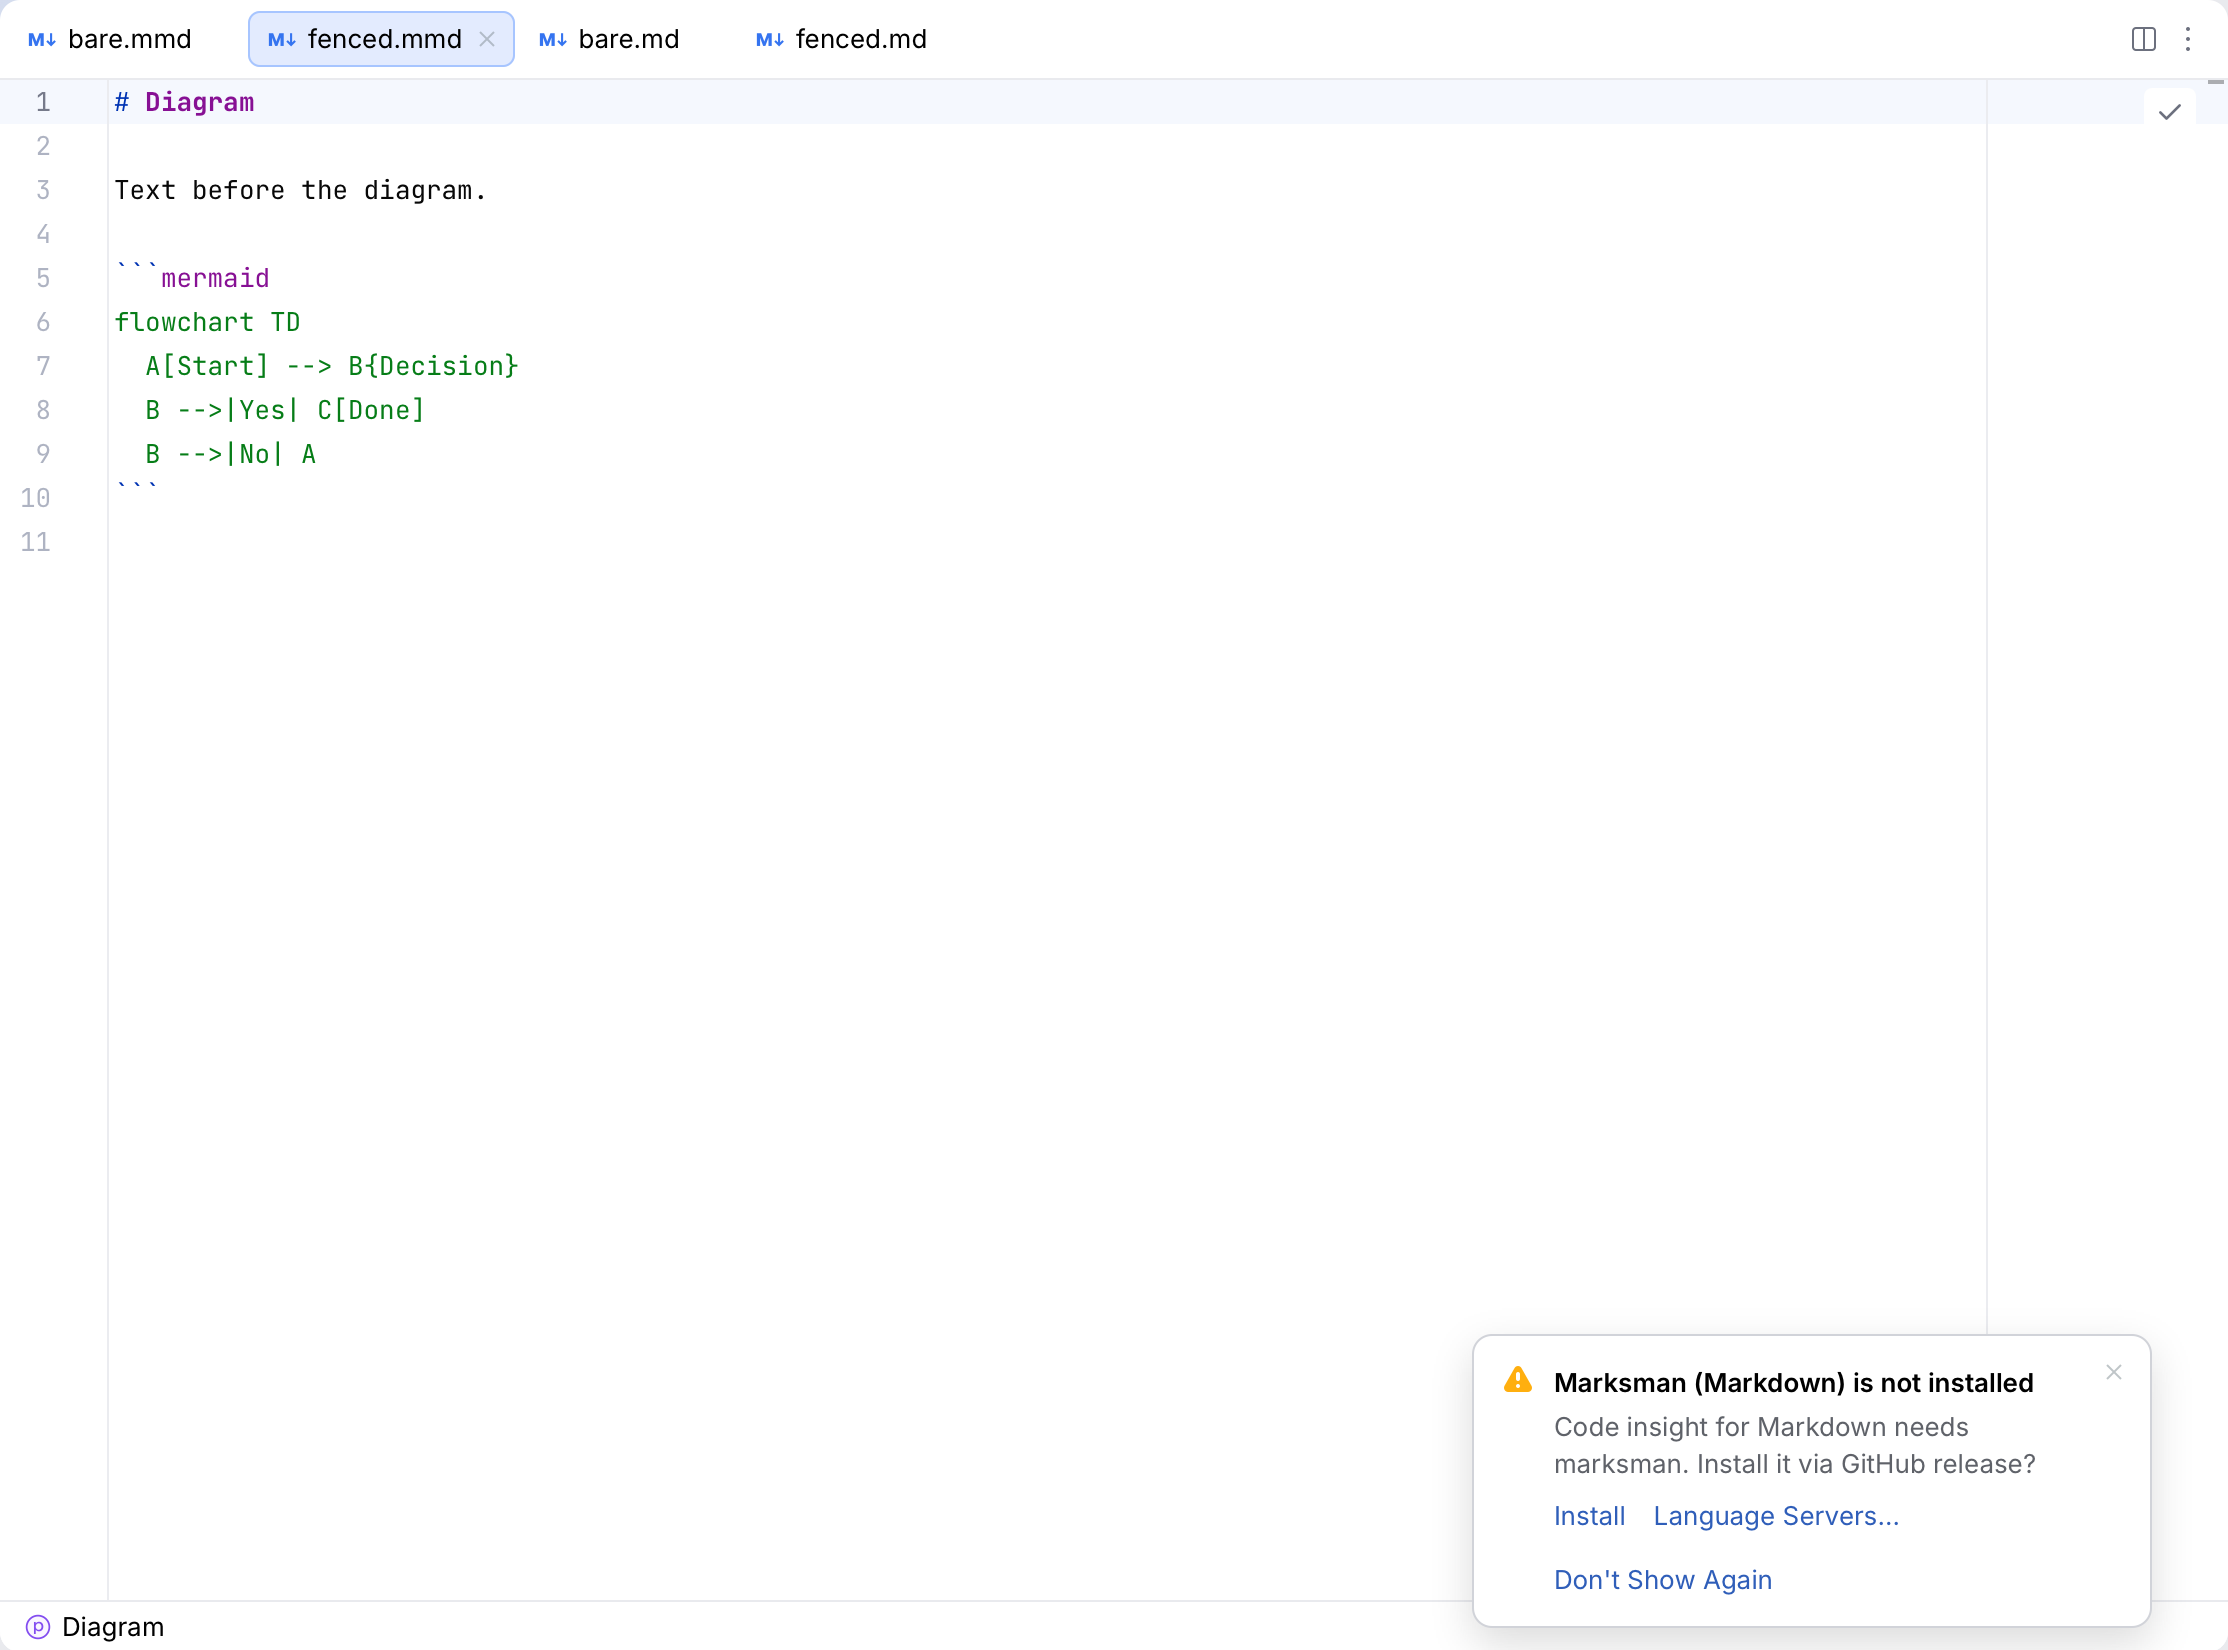 M↓ bare.mmd M↓ fenced.mmd M↓ bare.md M↓ fenced.md
1 # Diagram
2
3 Text before the diagram.
4
5 ```mermaid
6 flowchart TD
7   A[Start] --> B{Decision}
8   B -->|Yes| C[Done]
9   B -->|No| A
10 ```
11
Marksman (Markdown) is not installed
Code insight for Markdown needs
marksman. Install it via GitHub release?
Install Language Servers...
Don't Show Again
p Diagram